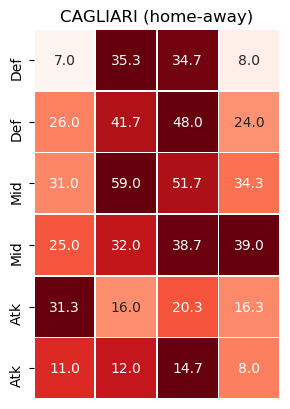 CAGLIARI (home-away)
Def 7.0 35.3 34.7 8.0
Def 26.0 41.7 48.0 24.0
Mid 31.0 59.0 51.7 34.3
Mid 25.0 32.0 38.7 39.0
Atk 31.3 16.0 20.3 16.3
Atk 11.0 12.0 14.7 8.0